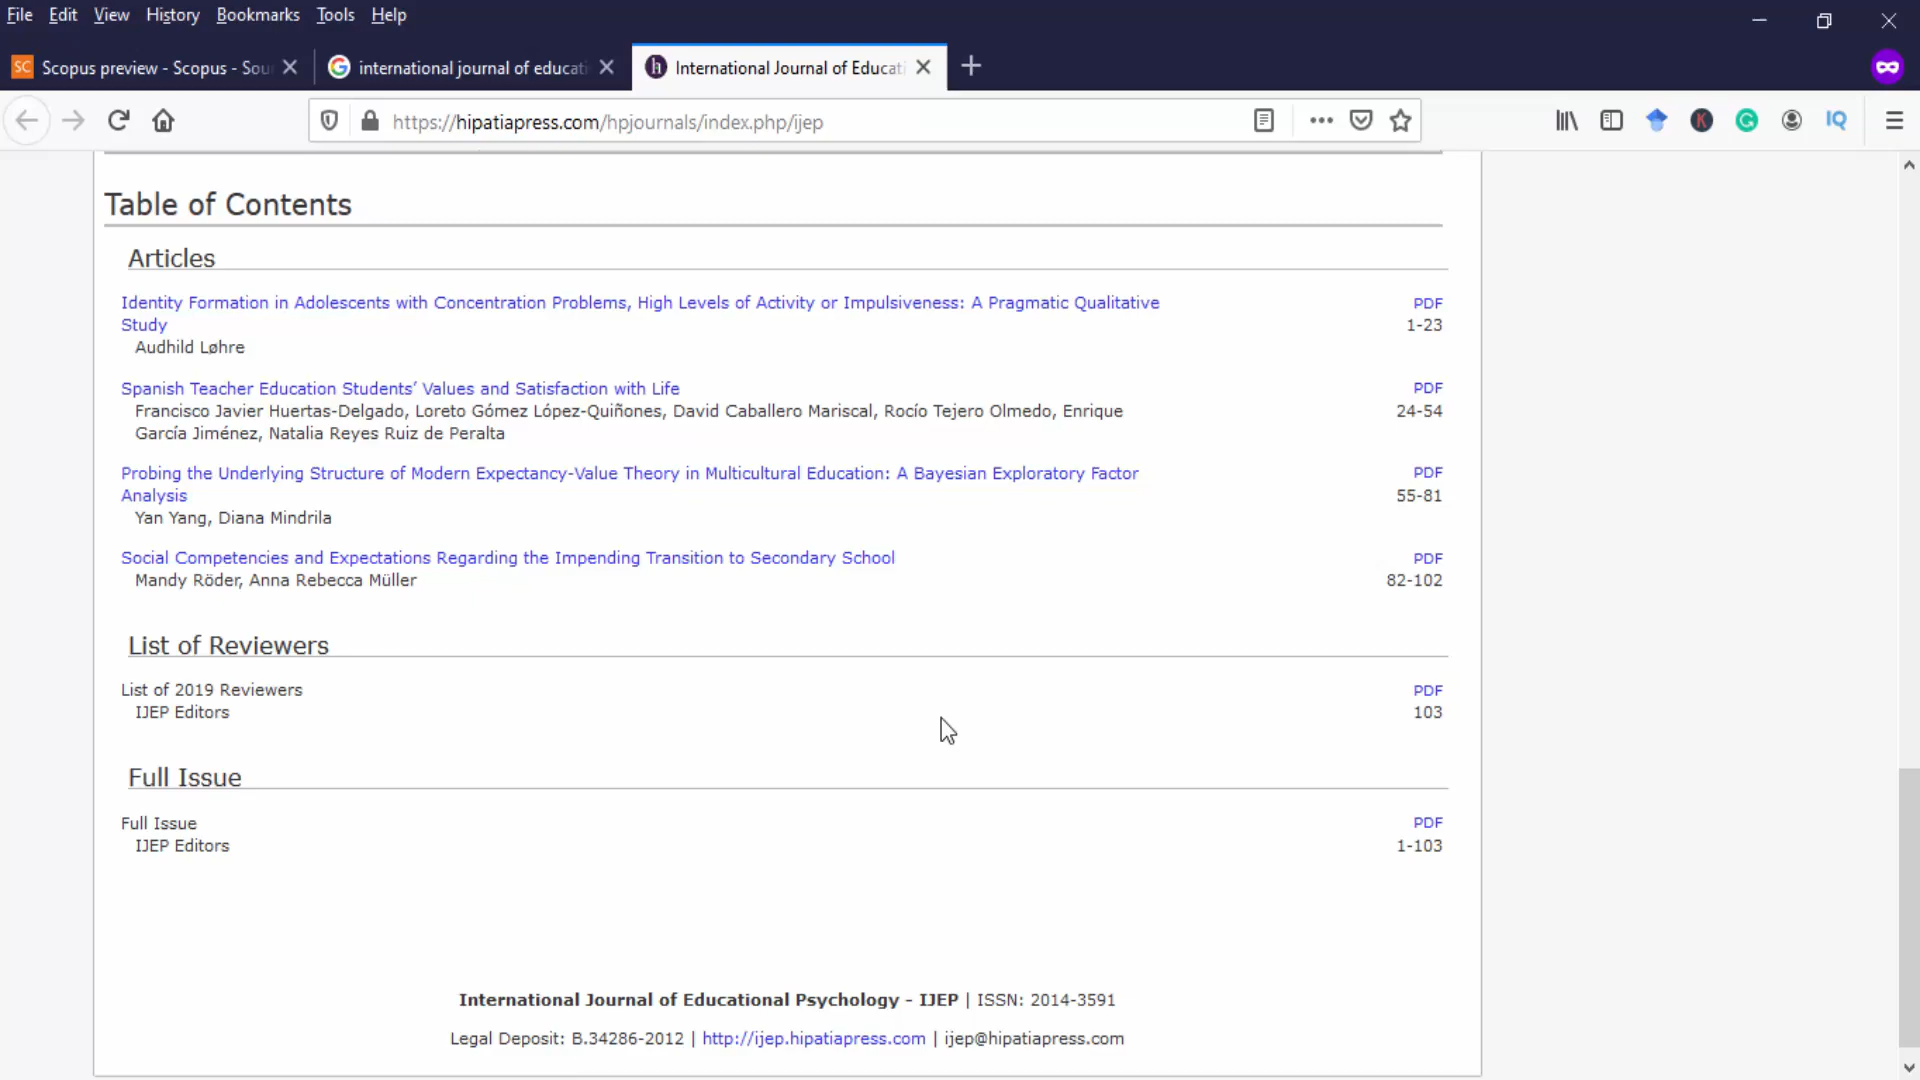 File Edit View History Bookmarks Tools Help
SC Scopus preview - Scopus - Sou
international journal of educati
h International Journal of Educati
https://hipatiapress.com/hpjournals/index.php/ijep
K G IQ
Table of Contents
Articles
Identity Formation in Adolescents with Concentration Problems, High Levels of Activity or Impulsiveness: A Pragmatic Qualitative PDF
Study 1-23
Audhild Løhre
Spanish Teacher Education Students’ Values and Satisfaction with Life PDF
Francisco Javier Huertas-Delgado, Loreto Gómez López-Quiñones, David Caballero Mariscal, Rocío Tejero Olmedo, Enrique 24-54
García Jiménez, Natalia Reyes Ruiz de Peralta
Probing the Underlying Structure of Modern Expectancy-Value Theory in Multicultural Education: A Bayesian Exploratory Factor PDF
Analysis 55-81
Yan Yang, Diana Mindrila
Social Competencies and Expectations Regarding the Impending Transition to Secondary School PDF
Mandy Röder, Anna Rebecca Müller 82-102
List of Reviewers
List of 2019 Reviewers PDF
IJEP Editors 103
Full Issue
Full Issue PDF
IJEP Editors 1-103
International Journal of Educational Psychology - IJEP | ISSN: 2014-3591
Legal Deposit: B.34286-2012 | http://ijep.hipatiapress.com | ijep@hipatiapress.com